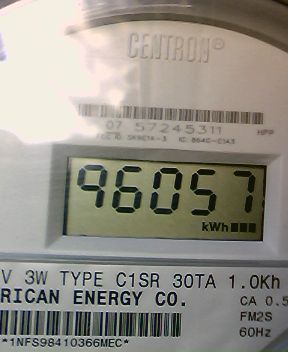 CENTRON®
07 57245311 HPP
96057
kWh
V 3W TYPE C1SR 30TA 1.0Kh
RICAN ENERGY CO.
CA 0.5
FM2S
60Hz
*1NFS98410366MEC*